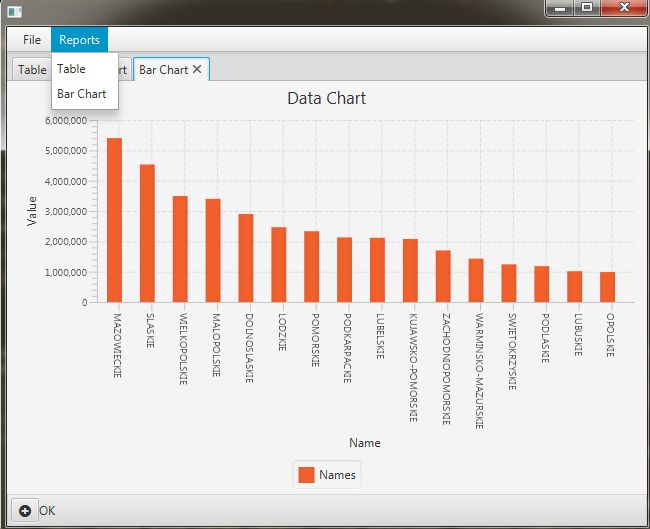 File Reports
Table
Bar Chart
Table rt Bar Chart
Data Chart
6,000,000
5,000,000
4,000,000
3,000,000
2,000,000
1,000,000
0
Value
MAZOWIECKIE
SLASKIE
WIELKOPOLSKIE
MALOPOLSKIE
DOLNOSLASKIE
LODZKIE
POMORSKIE
PODKARPACKIE
LUBELSKIE
KUJAWSKO-POMORSKIE
ZACHODNIOPOMORSKIE
WARMINSKO-MAZURSKIE
SWIETOKRZYSKIE
PODLASKIE
LUBUSKIE
OPOLSKIE
Name
Names
OK